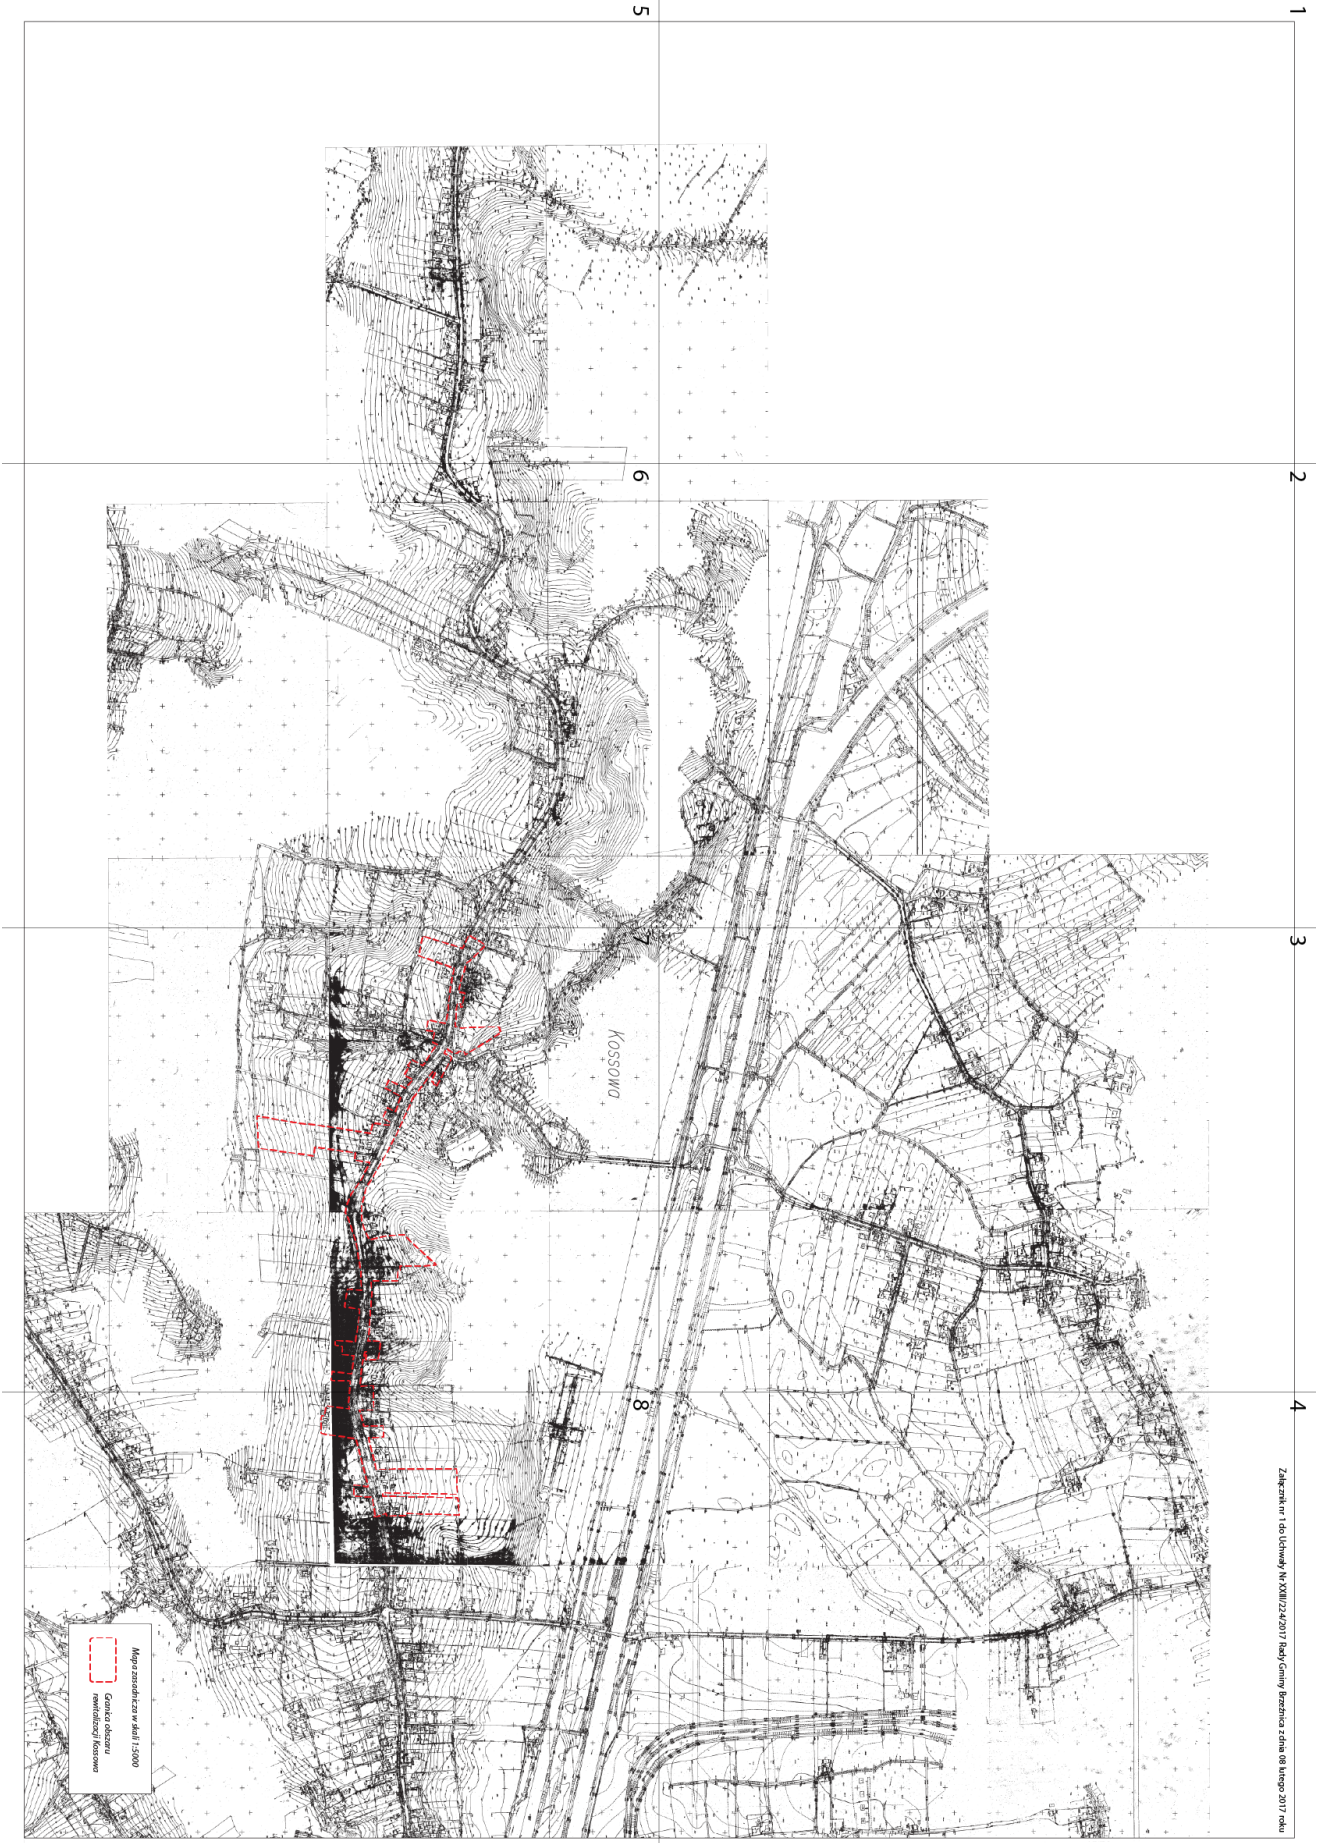 Załącznik nr 1 do Uchwały Nr XXIII/224/2017 Rady Gminy Brzeźnica z dnia 08 lutego 2017 roku
1
2
3
4
5
6
7
8
Kossowa
Mapa zasadnicza w skali 1:5000
Granica obszaru
rewitalizacji Kossowa